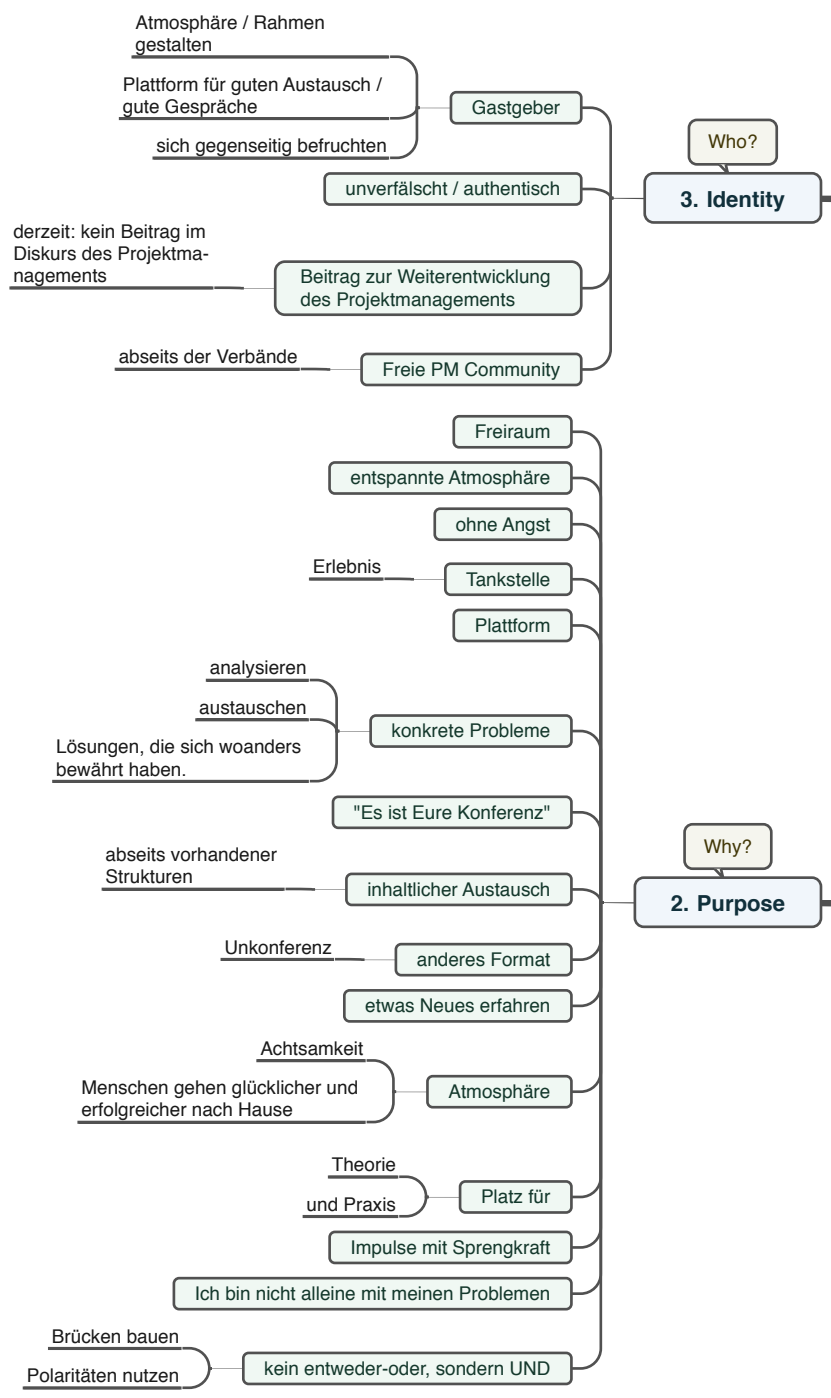 Who?
3. Identity
Gastgeber
Atmosphäre / Rahmen
gestalten
Plattform für guten Austausch /
gute Gespräche
sich gegenseitig befruchten
unverfälscht / authentisch
Beitrag zur Weiterentwicklung
des Projektmanagements
derzeit: kein Beitrag im
Diskurs des Projektma-
nagements
Freie PM Community
abseits der Verbände
Why?
2. Purpose
Freiraum
entspannte Atmosphäre
ohne Angst
Tankstelle
Erlebnis
Plattform
konkrete Probleme
analysieren
austauschen
Lösungen, die sich woanders
bewährt haben.
"Es ist Eure Konferenz"
inhaltlicher Austausch
abseits vorhandener
Strukturen
anderes Format
Unkonferenz
etwas Neues erfahren
Atmosphäre
Achtsamkeit
Menschen gehen glücklicher und
erfolgreicher nach Hause
Platz für
Theorie
und Praxis
Impulse mit Sprengkraft
Ich bin nicht alleine mit meinen Problemen
kein entweder-oder, sondern UND
Brücken bauen
Polaritäten nutzen